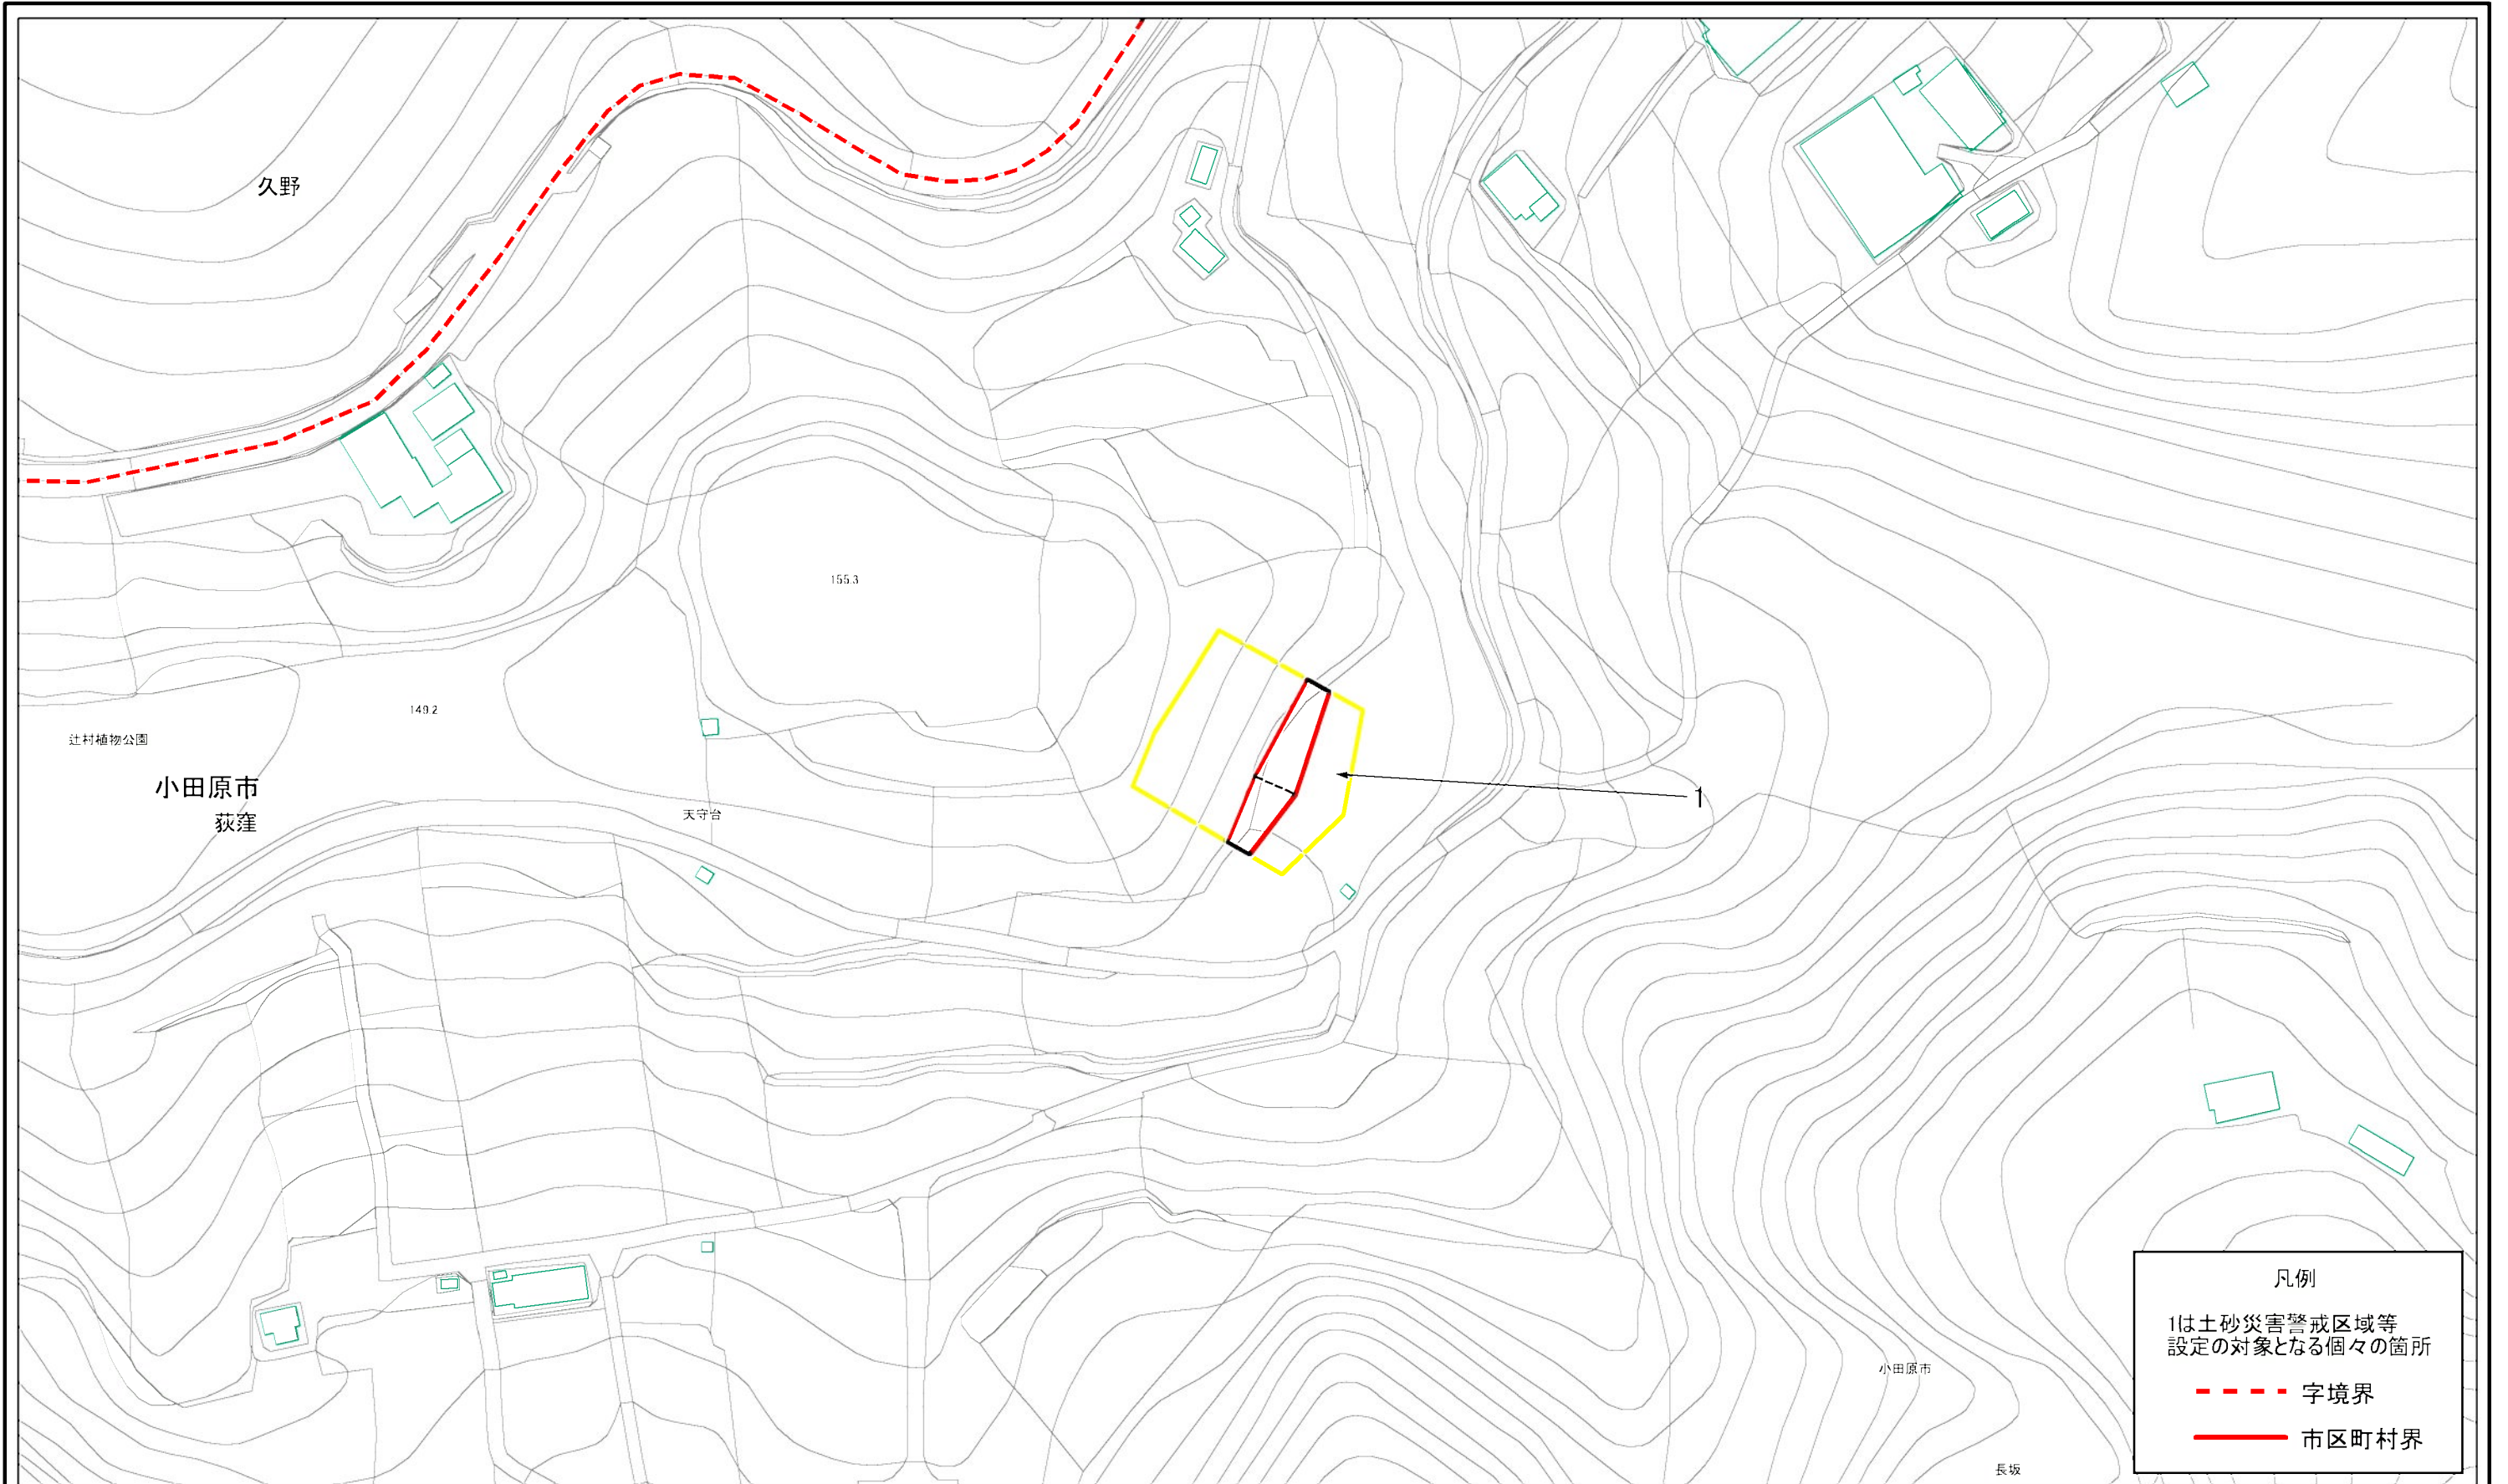 久野
155.3
149.2
辻村植物公園
小田原市
荻窪
天守台
1
小田原市
長坂
凡例
1は土砂災害警戒区域等
設定の対象となる個々の箇所
字境界
市区町村界